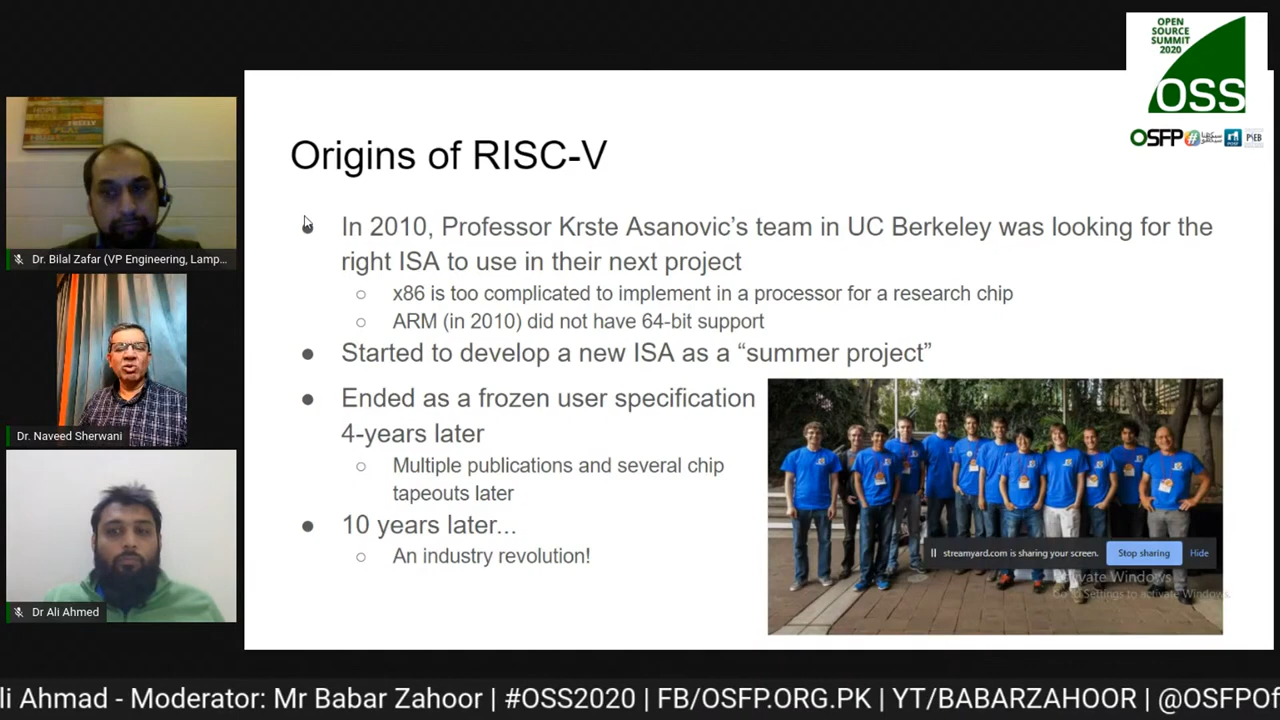 OPEN
SOURCE
SUMMIT
2020
OSS
OSFP
Origins of RISC-V
In 2010, Professor Krste Asanovic’s team in UC Berkeley was looking for the
right ISA to use in their next project
x86 is too complicated to implement in a processor for a research chip
ARM (in 2010) did not have 64-bit support
Started to develop a new ISA as a “summer project”
Ended as a frozen user specification
4-years later
Multiple publications and several chip
tapeouts later
10 years later...
An industry revolution!
streamyard.com is sharing your screen.
Stop sharing
Hide
Activate Windows
Go to Settings to activate Windows.
Dr. Bilal Zafar (VP Engineering, Lamp...
Dr. Naveed Sherwani
Dr Ali Ahmed
li Ahmad - Moderator: Mr Babar Zahoor | #OSS2020 | FB/OSFP.ORG.PK | YT/BABARZAHOOR | @OSFPOf